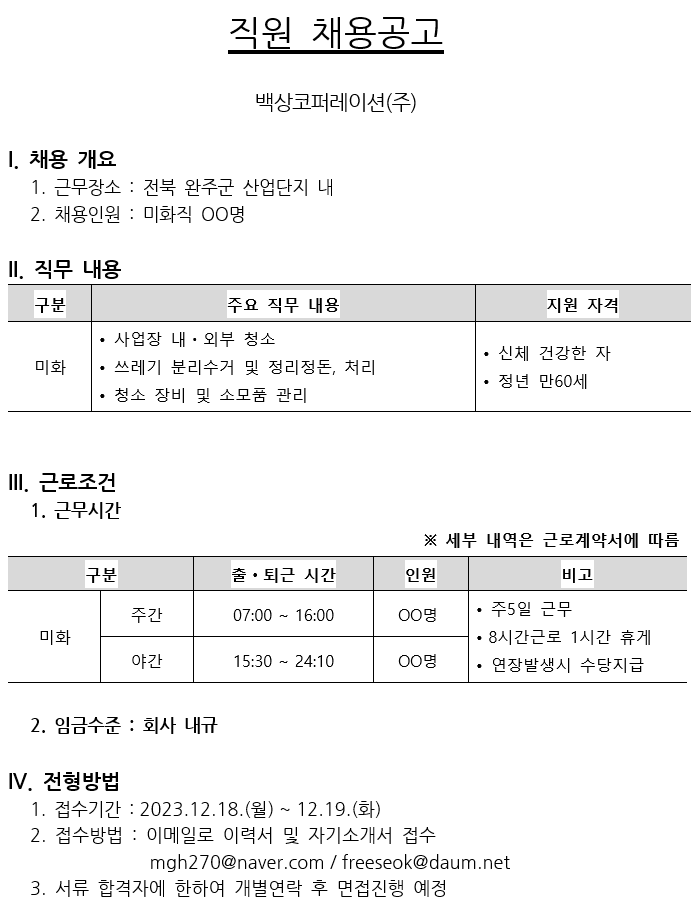 직원 채용공고
백상코퍼레이션(주)
I. 채용 개요
1. 근무장소 : 전북 완주군 산업단지 내
2. 채용인원 : 미화직 OO명
II. 직무 내용
구분 주요 직무 내용 지원 자격
미화
• 사업장 내・외부 청소
• 쓰레기 분리수거 및 정리정돈, 처리
• 청소 장비 및 소모품 관리
• 신체 건강한 자
• 정년 만60세
III. 근로조건
1. 근무시간
※ 세부 내역은 근로계약서에 따름
구분 출・퇴근 시간 인원 비고
미화
주간 07:00 ~ 16:00 OO명
야간 15:30 ~ 24:10 OO명
• 주5일 근무
• 8시간근로 1시간 휴게
• 연장발생시 수당지급
2. 임금수준 : 회사 내규
IV. 전형방법
1. 접수기간 : 2023.12.18.(월) ~ 12.19.(화)
2. 접수방법 : 이메일로 이력서 및 자기소개서 접수
mgh270@naver.com / freeseok@daum.net
3. 서류 합격자에 한하여 개별연락 후 면접진행 예정